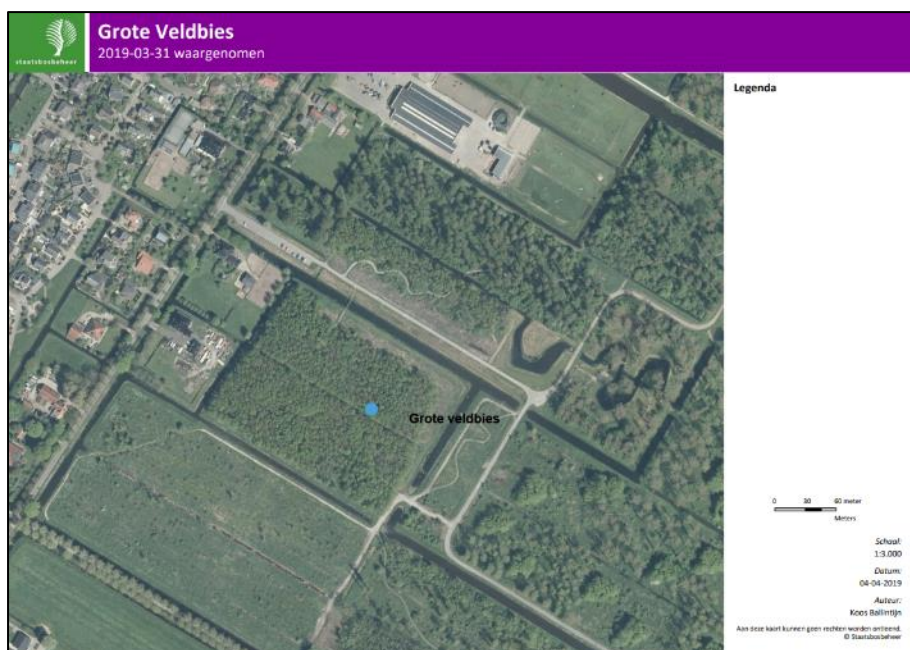 staatsbosbeheer
Grote Veldbies
2019-03-31 waargenomen
Legenda
Grote veldbies
0 30 60 meter
Meters
Schaal:
1:3.000
Datum:
04-04-2019
Auteur:
Koos Ballintijn
Aan deze kaart kunnen geen rechten worden ontleend.
© Staatsbosbeheer